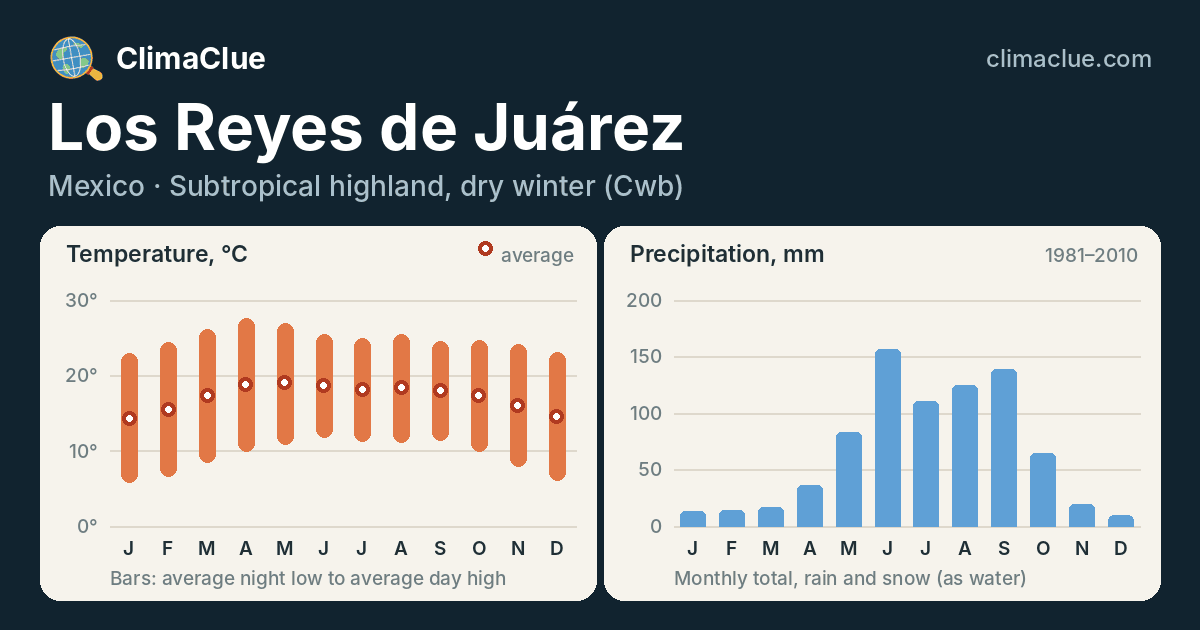 ClimaClue
climaclue.com
Los Reyes de Juárez
Mexico · Subtropical highland, dry winter (Cwb)
Temperature, °C
average
30°
20°
10°
0°
J F M A M J J A S O N D
Bars: average night low to average day high
Precipitation, mm
1981–2010
200
150
100
50
0
J F M A M J J A S O N D
Monthly total, rain and snow (as water)